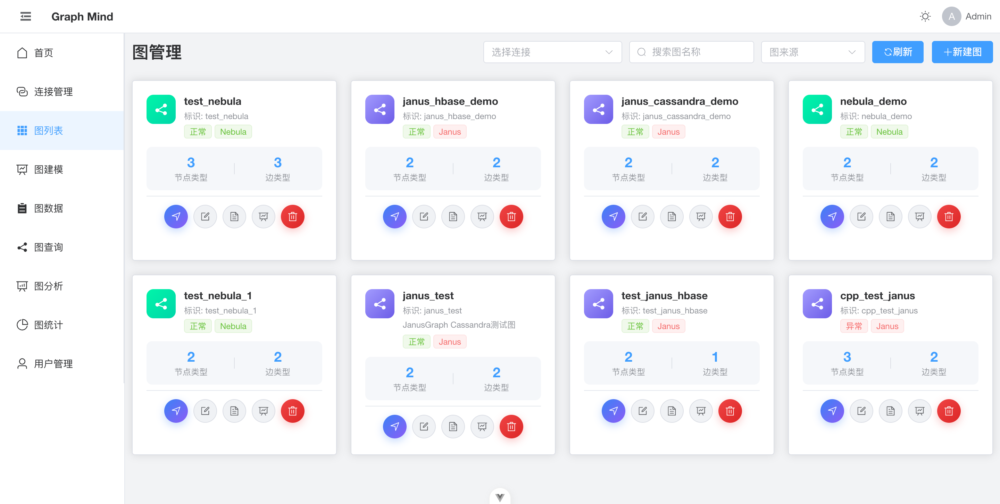 Graph Mind
A Admin
首页
连接管理
图列表
图建模
图数据
图查询
图分析
图统计
用户管理
图管理
选择连接
搜索图名称
图来源
刷新
新建图
test_nebula
标识: test_nebula
正常 Nebula
3 3
节点类型 边类型
janus_hbase_demo
标识: janus_hbase_demo
正常 Janus
2 2
节点类型 边类型
janus_cassandra_demo
标识: janus_cassandra_demo
正常 Janus
2 2
节点类型 边类型
nebula_demo
标识: nebula_demo
正常 Nebula
2 2
节点类型 边类型
test_nebula_1
标识: test_nebula_1
正常 Nebula
2 2
节点类型 边类型
janus_test
标识: janus_test
JanusGraph Cassandra测试图
正常 Janus
2 2
节点类型 边类型
test_janus_hbase
标识: test_janus_hbase
正常 Janus
2 1
节点类型 边类型
cpp_test_janus
标识: cpp_test_janus
异常 Janus
3 2
节点类型 边类型